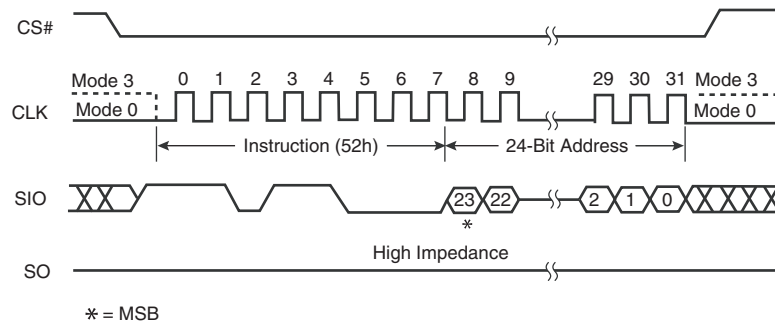 CS#
Mode 3
0 1 2 3 4 5 6 7 8 9 29 30 31
Mode 3
CLK
Mode 0
Mode 0
Instruction (52h)
24-Bit Address
SIO
23 22 2 1 0
*
High Impedance
SO
* = MSB